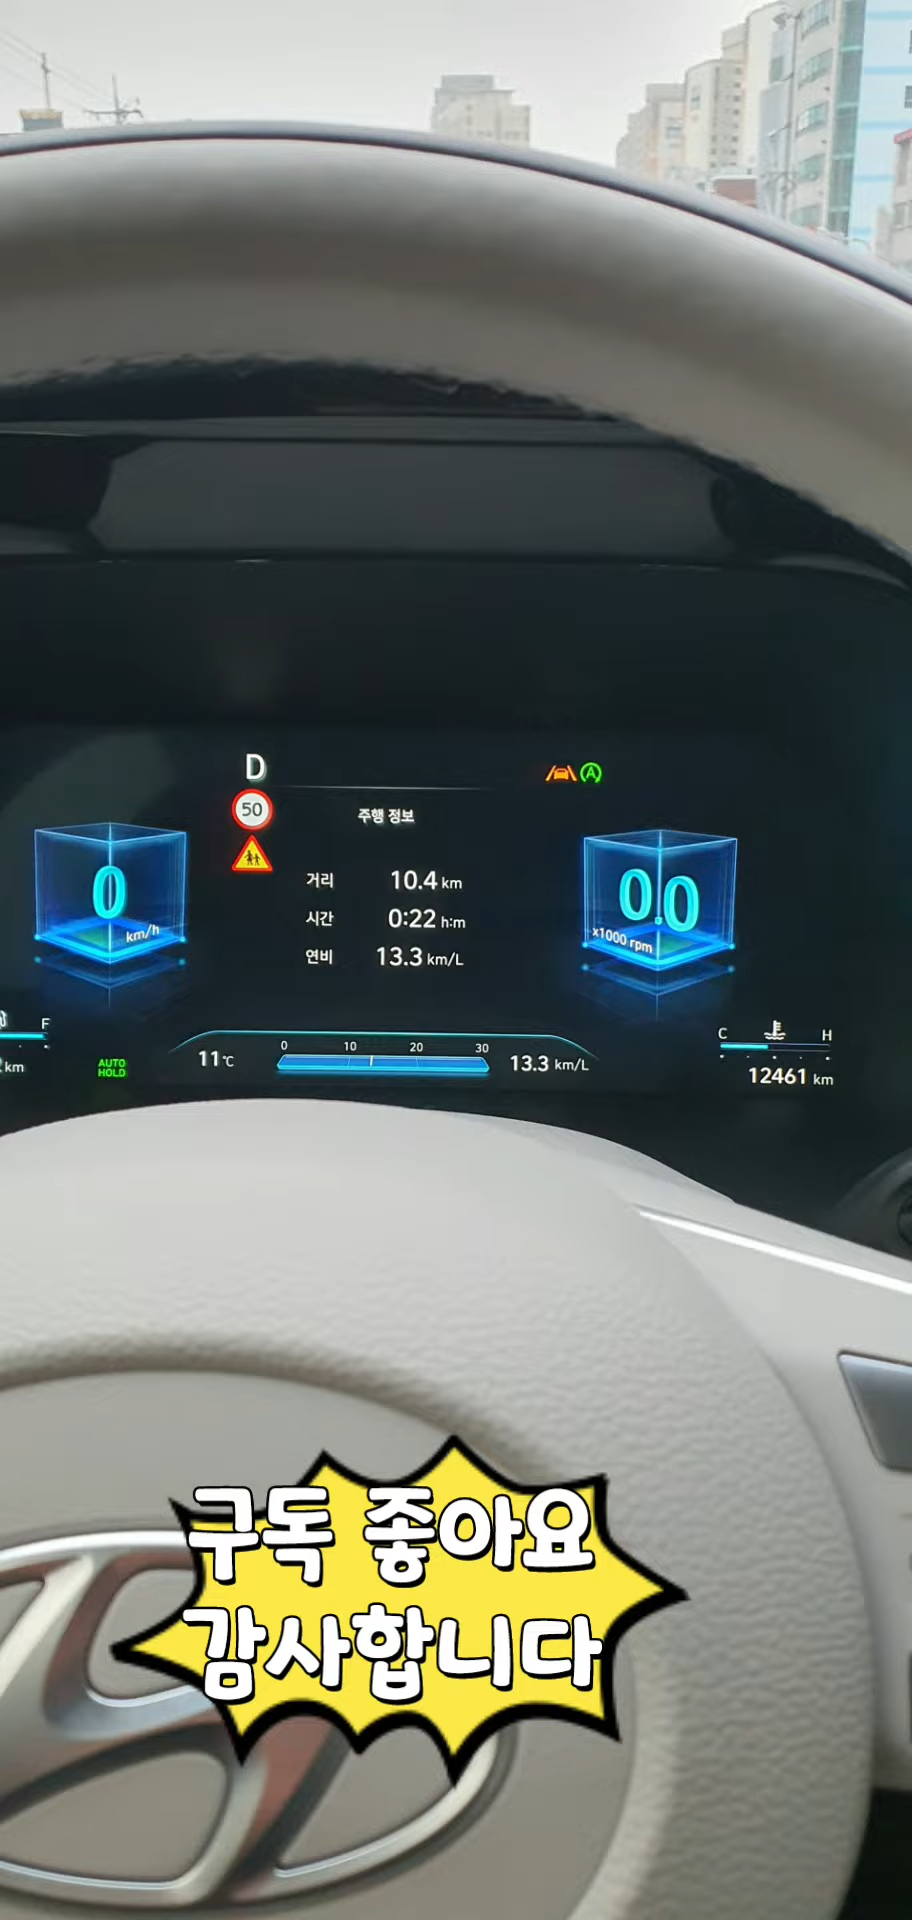 D
50
주행 정보
0
km/h
거리 10.4 km
시간 0:22 h:m
연비 13.3 km/L
A
0.0
x1000 rpm
F
km
AUTO
HOLD
11℃
0 10 20 30
13.3 km/L
C H
12461 km
구독 좋아요
감사합니다